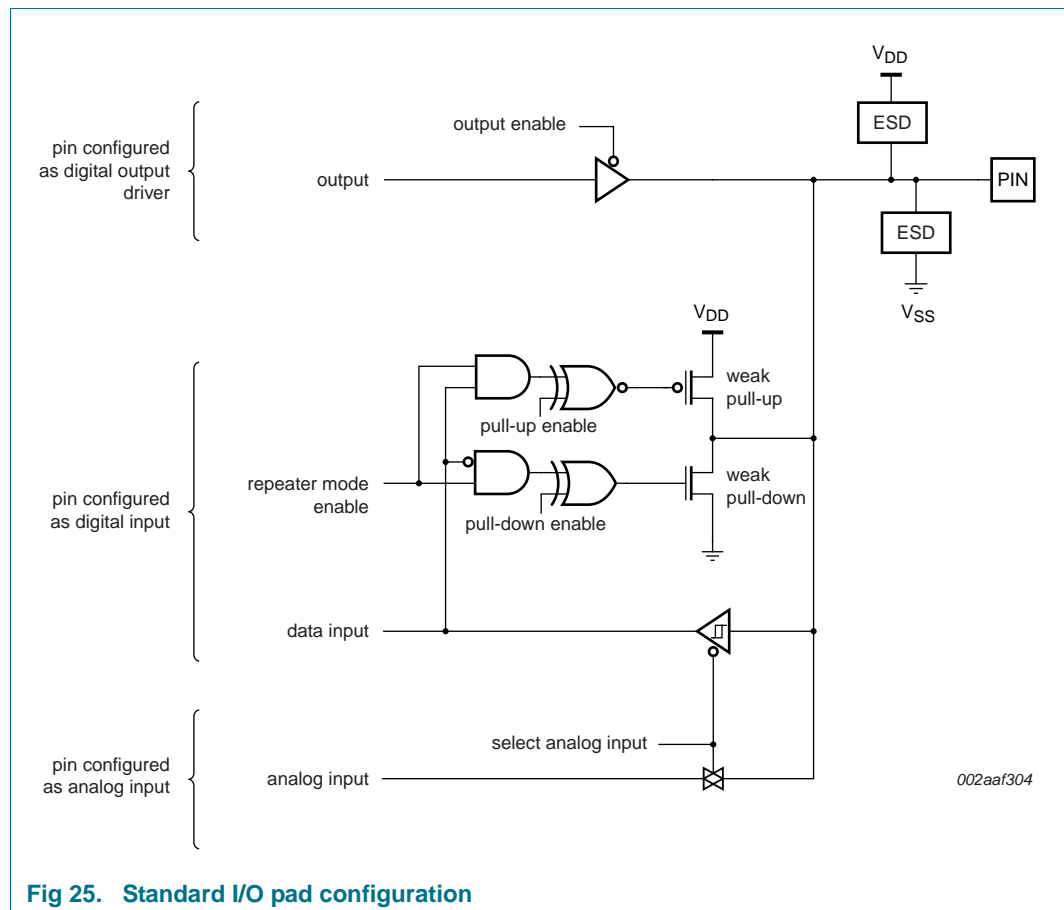 VDD
ESD
output enable
pin configured
as digital output
driver
output
PIN
ESD
VSS
VDD
weak
pull-up
pull-up enable
pin configured
as digital input
repeater mode
enable
weak
pull-down
pull-down enable
data input
select analog input
pin configured
as analog input
analog input
002aaf304
Fig 25. Standard I/O pad configuration